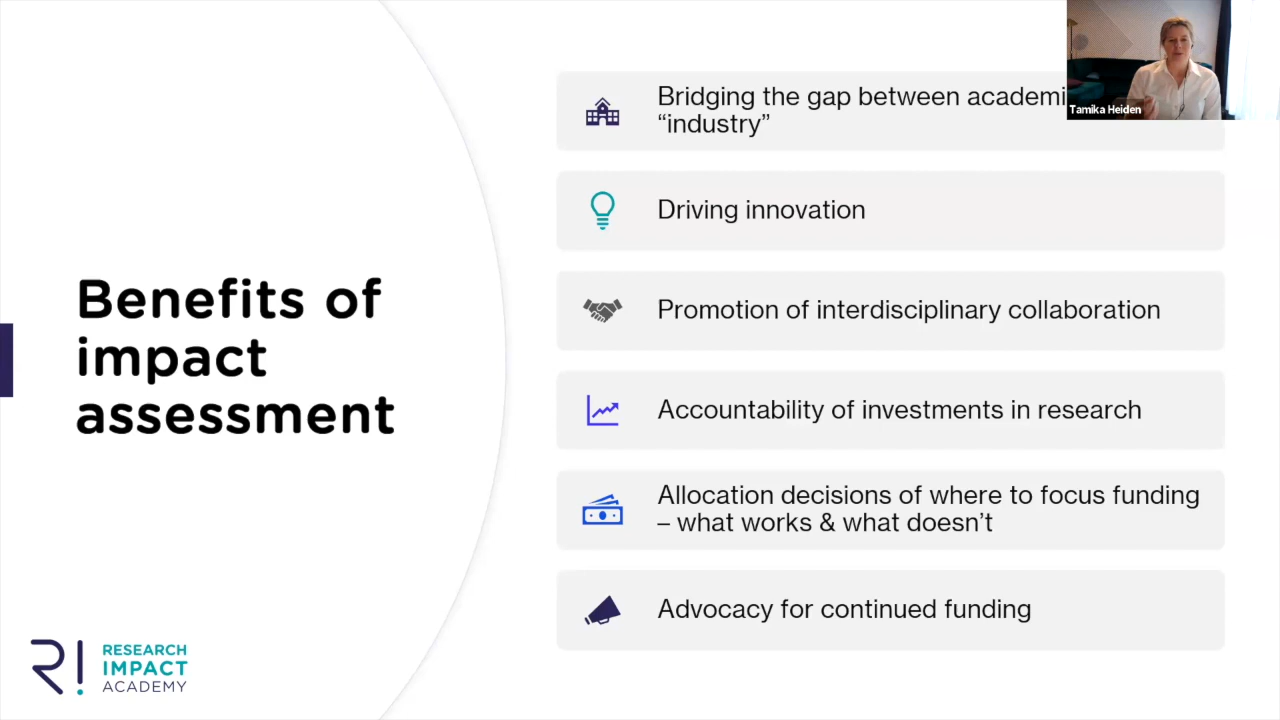 Benefits of
impact
assessment
Bridging the gap between academi
“industry”
Driving innovation
Promotion of interdisciplinary collaboration
Accountability of investments in research
Allocation decisions of where to focus funding
– what works & what doesn’t
Advocacy for continued funding
Tamika Heiden
R!
RESEARCH
IMPACT
ACADEMY